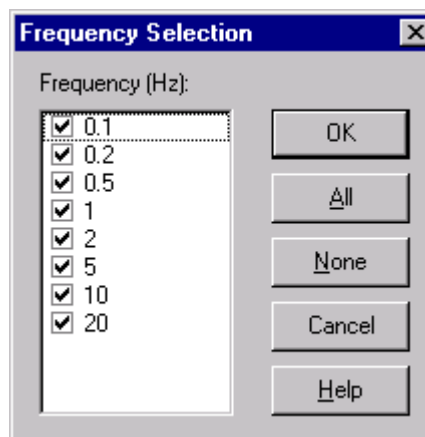 Frequency Selection
Frequency (Hz):
0.1
0.2
0.5
1
2
5
10
20
OK
All
None
Cancel
Help